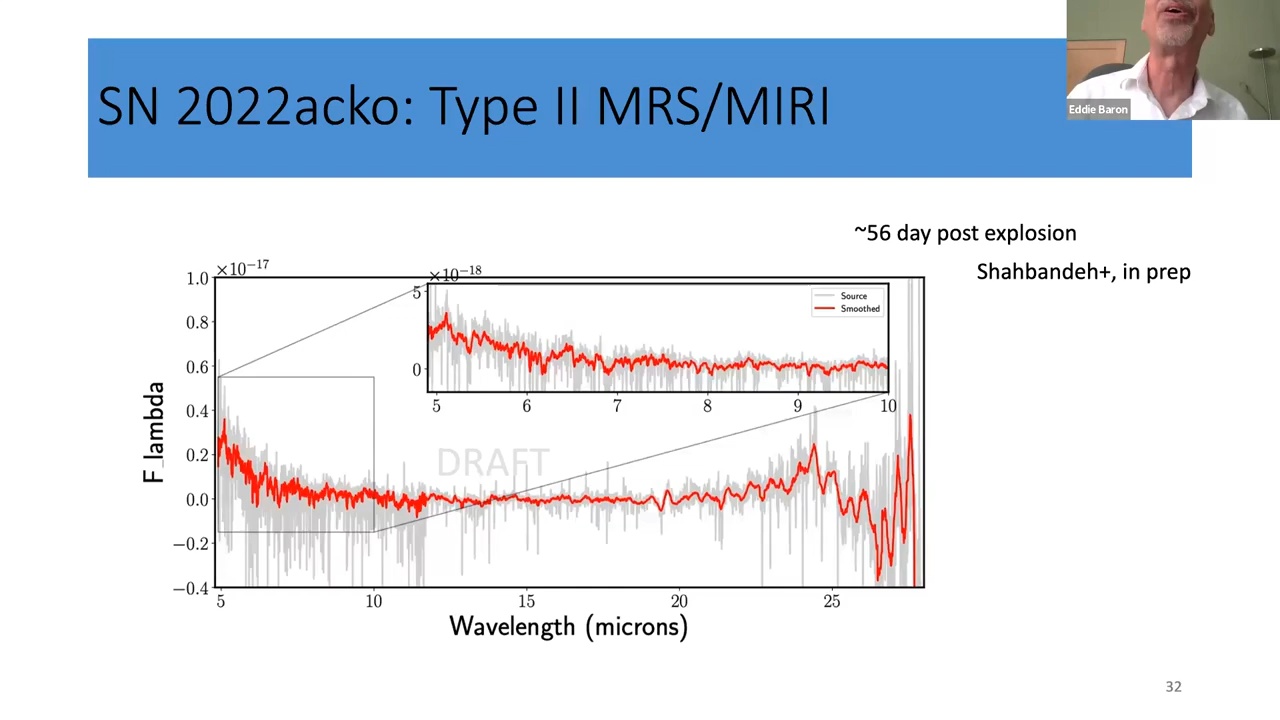 SN 2022acko: Type II MRS/MIRI
Eddie Baron
~56 day post explosion
Shahbandeh+, in prep
×10⁻¹⁷
×10⁻¹⁸
1.0
0.8
0.6
0.4
0.2
0.0
−0.2
−0.4
F_lambda
5
0
Source
Smoothed
5 6 7 8 9 10
DRAFT
5 10 15 20 25
Wavelength (microns)
32